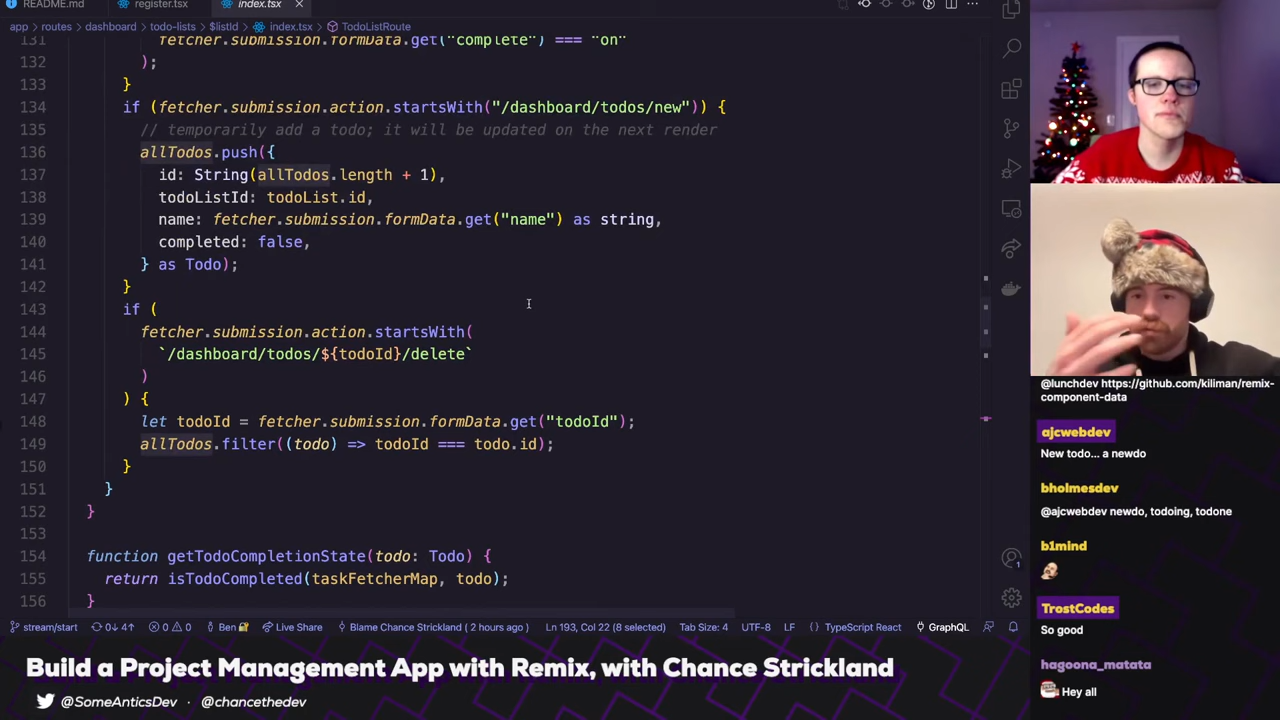 README.md register.tsx index.tsx
app > routes > dashboard > todo-lists > $listId > index.tsx > TodoListRoute
131 fetcher.submission.formData.get("complete") === "on"
132 );
133 }
134 if (fetcher.submission.action.startsWith("/dashboard/todos/new")) {
135 // temporarily add a todo; it will be updated on the next render
136 allTodos.push({
137 id: String(allTodos.length + 1),
138 todoListId: todoList.id,
139 name: fetcher.submission.formData.get("name") as string,
140 completed: false,
141 } as Todo);
142 }
143 if (
144 fetcher.submission.action.startsWith(
145 `/dashboard/todos/${todoId}/delete`
146 )
147 ) {
148 let todoId = fetcher.submission.formData.get("todoId");
149 allTodos.filter((todo) => todoId === todo.id);
150 }
151 }
152 }
153
154 function getTodoCompletionState(todo: Todo) {
155 return isTodoCompleted(taskFetcherMap, todo);
156 }
stream/start 0↓ 4↑ 0 0 Ben Live Share Blame Chance Strickland ( 2 hours ago ) Ln 193, Col 22 (8 selected) Tab Size: 4 UTF-8 LF TypeScript React GraphQL
@lunchdev https://github.com/kiliman/remix-
component-data
ajcwebdev
New todo... a newdo
bholmesdev
@ajcwebdev newdo, todoing, todone
b1mind
TrostCodes
So good
hagoona_matata
Hey all
Build a Project Management App with Remix, with Chance Strickland
@SomeAnticsDev @chancethedev